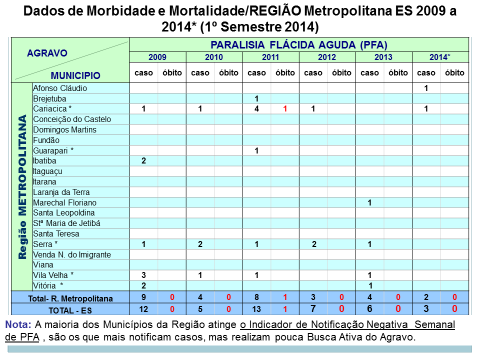 Dados de Morbidade e Mortalidade/REGIÃO Metropolitana ES 2009 a
2014* (1º Semestre 2014)
AGRAVO PARALISIA FLÁCIDA AGUDA (PFA)
2009 2010 2011 2012 2013 2014*
MUNICIPIO caso óbito caso óbito caso óbito caso óbito caso óbito caso óbito
Região METROPOLITANA
Afonso Cláudio 1
Brejetuba 1
Cariacica * 1 1 4 1 1 1
Conceição do Castelo
Domingos Martins
Fundão
Guarapari * 1
Ibatiba 2
Itaguaçu
Itarana
Laranja da Terra
Marechal Floriano 1
Santa Leopoldina
Stª Maria de Jetibá
Santa Teresa
Serra * 1 2 1 2 1
Venda N. do Imigrante
Viana
Vila Velha * 3 1 1 1
Vitória * 2 1
Total- R. Metropolitana 9 0 4 0 8 1 3 0 4 0 2 0
TOTAL - ES 12 0 5 0 13 1 7 0 6 0 3 0
Nota: A maioria dos Municípios da Região atinge o Indicador de Notificação Negativa Semanal
de PFA , são os que mais notificam casos, mas realizam pouca Busca Ativa do Agravo.